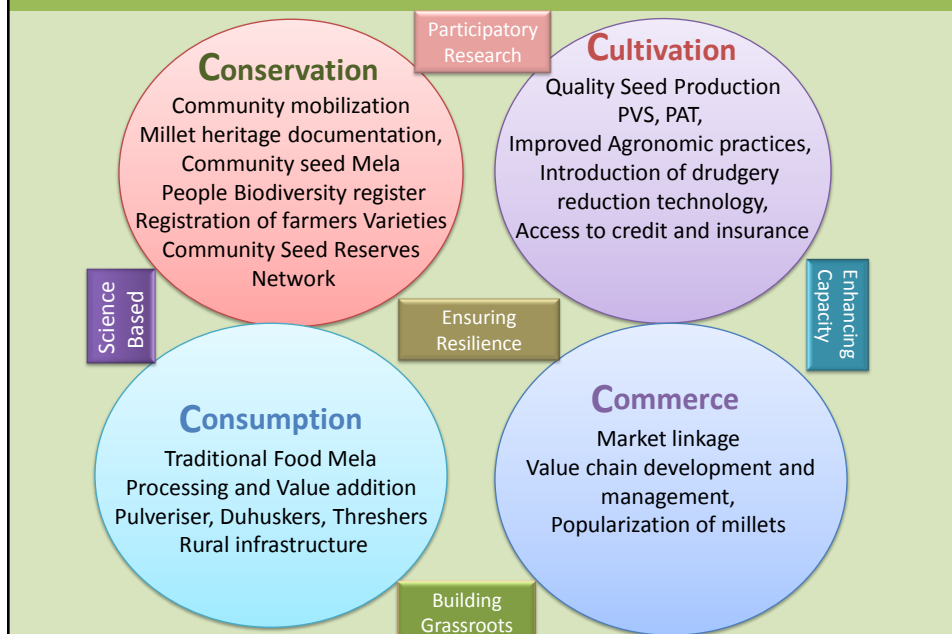 Participatory
Research
Conservation
Community mobilization
Millet heritage documentation,
Community seed Mela
People Biodiversity register
Registration of farmers Varieties
Community Seed Reserves
Network
Cultivation
Quality Seed Production
PVS, PAT,
Improved Agronomic practices,
Introduction of drudgery
reduction technology,
Access to credit and insurance
Science
Based
Ensuring
Resilience
Enhancing
Capacity
Consumption
Traditional Food Mela
Processing and Value addition
Pulveriser, Duhuskers, Threshers
Rural infrastructure
Commerce
Market linkage
Value chain development and
management,
Popularization of millets
Building
Grassroots